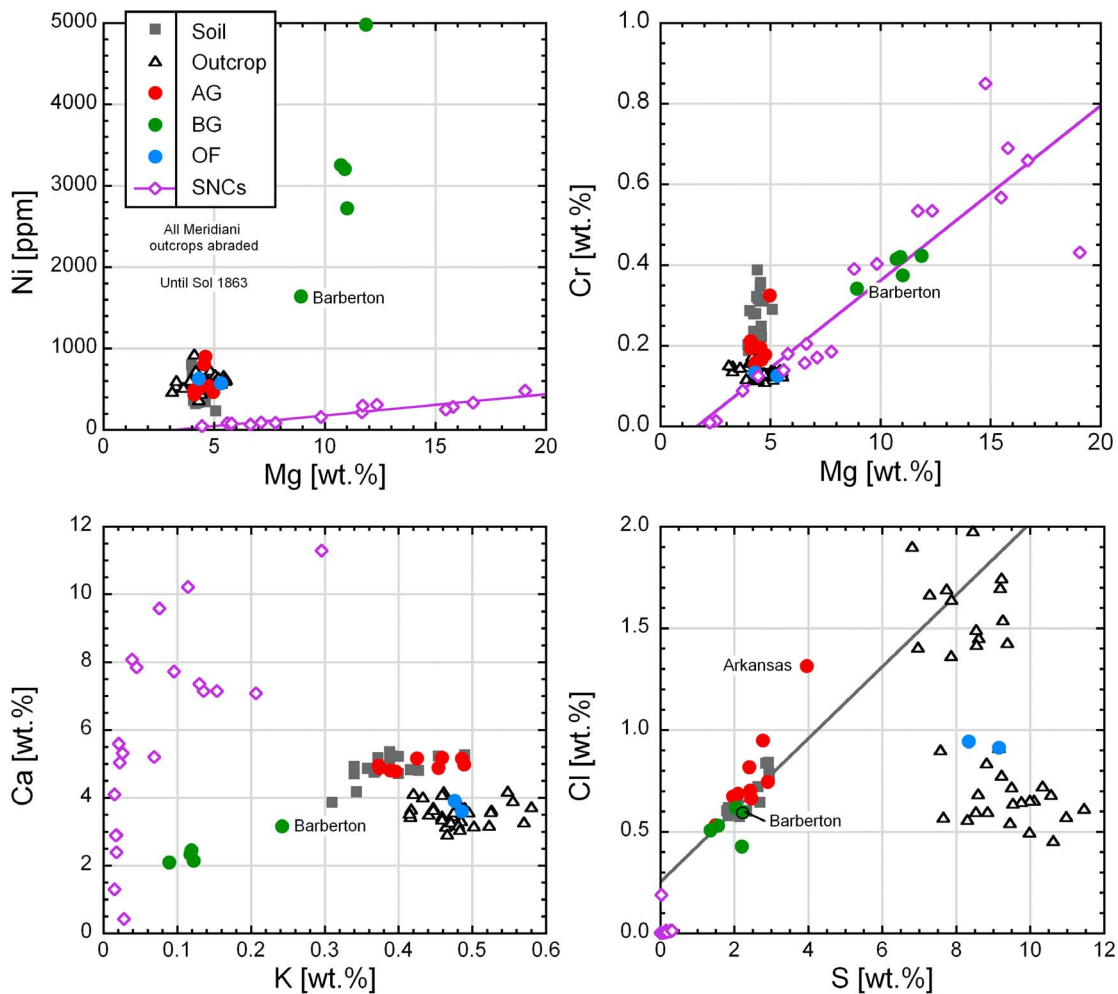 Ni [ppm]
5000
4000
3000
2000
1000
0
Soil
Outcrop
AG
BG
OF
SNCs
All Meridiani
outcrops abraded
Until Sol 1863
Barberton
0 5 10 15 20
Mg [wt.%]
Cr [wt.%]
1.0
0.8
0.6
0.4
0.2
0.0
Barberton
0 5 10 15 20
Mg [wt.%]
Ca [wt.%]
12
10
8
6
4
2
0
Barberton
0 0.1 0.2 0.3 0.4 0.5 0.6
K [wt.%]
Cl [wt.%]
2.0
1.5
1.0
0.5
0.0
Arkansas
Barberton
0 2 4 6 8 10 12
S [wt.%]